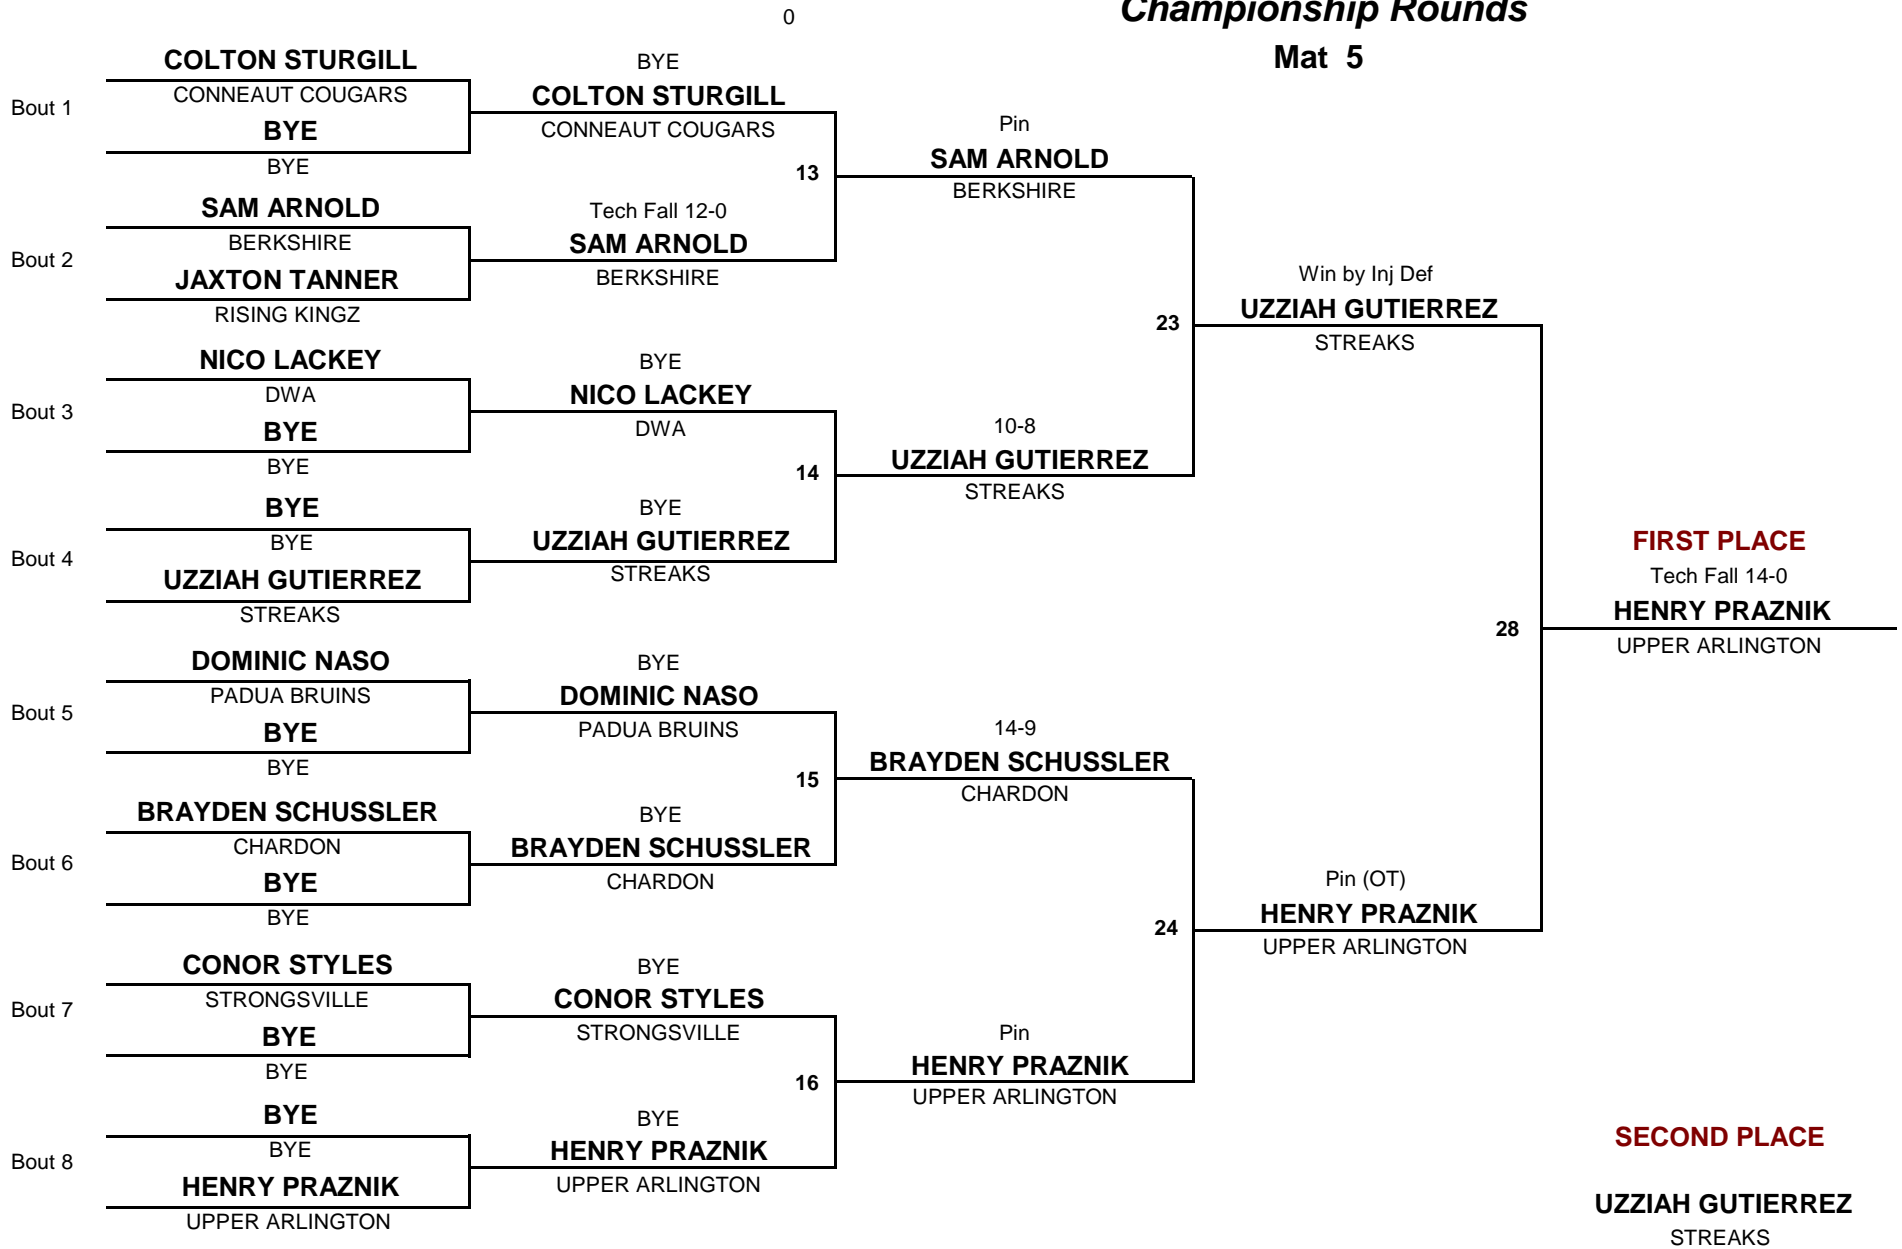 0
Championship Rounds
Mat 5
Bout 1
COLTON STURGILL
CONNEAUT COUGARS
BYE
BYE
Bout 2
SAM ARNOLD
BERKSHIRE
JAXTON TANNER
RISING KINGZ
Bout 3
NICO LACKEY
DWA
BYE
BYE
Bout 4
BYE
BYE
UZZIAH GUTIERREZ
STREAKS
Bout 5
DOMINIC NASO
PADUA BRUINS
BYE
BYE
Bout 6
BRAYDEN SCHUSSLER
CHARDON
BYE
BYE
Bout 7
CONOR STYLES
STRONGSVILLE
BYE
BYE
Bout 8
BYE
BYE
HENRY PRAZNIK
UPPER ARLINGTON
BYE
COLTON STURGILL
CONNEAUT COUGARS
13
Tech Fall 12-0
SAM ARNOLD
BERKSHIRE
BYE
NICO LACKEY
DWA
14
BYE
UZZIAH GUTIERREZ
STREAKS
BYE
DOMINIC NASO
PADUA BRUINS
15
BYE
BRAYDEN SCHUSSLER
CHARDON
BYE
CONOR STYLES
STRONGSVILLE
16
BYE
HENRY PRAZNIK
UPPER ARLINGTON
Pin
SAM ARNOLD
BERKSHIRE
23
10-8
UZZIAH GUTIERREZ
STREAKS
14-9
BRAYDEN SCHUSSLER
CHARDON
24
Pin
HENRY PRAZNIK
UPPER ARLINGTON
Win by Inj Def
UZZIAH GUTIERREZ
STREAKS
28
Pin (OT)
HENRY PRAZNIK
UPPER ARLINGTON
FIRST PLACE
Tech Fall 14-0
HENRY PRAZNIK
UPPER ARLINGTON
SECOND PLACE
UZZIAH GUTIERREZ
STREAKS